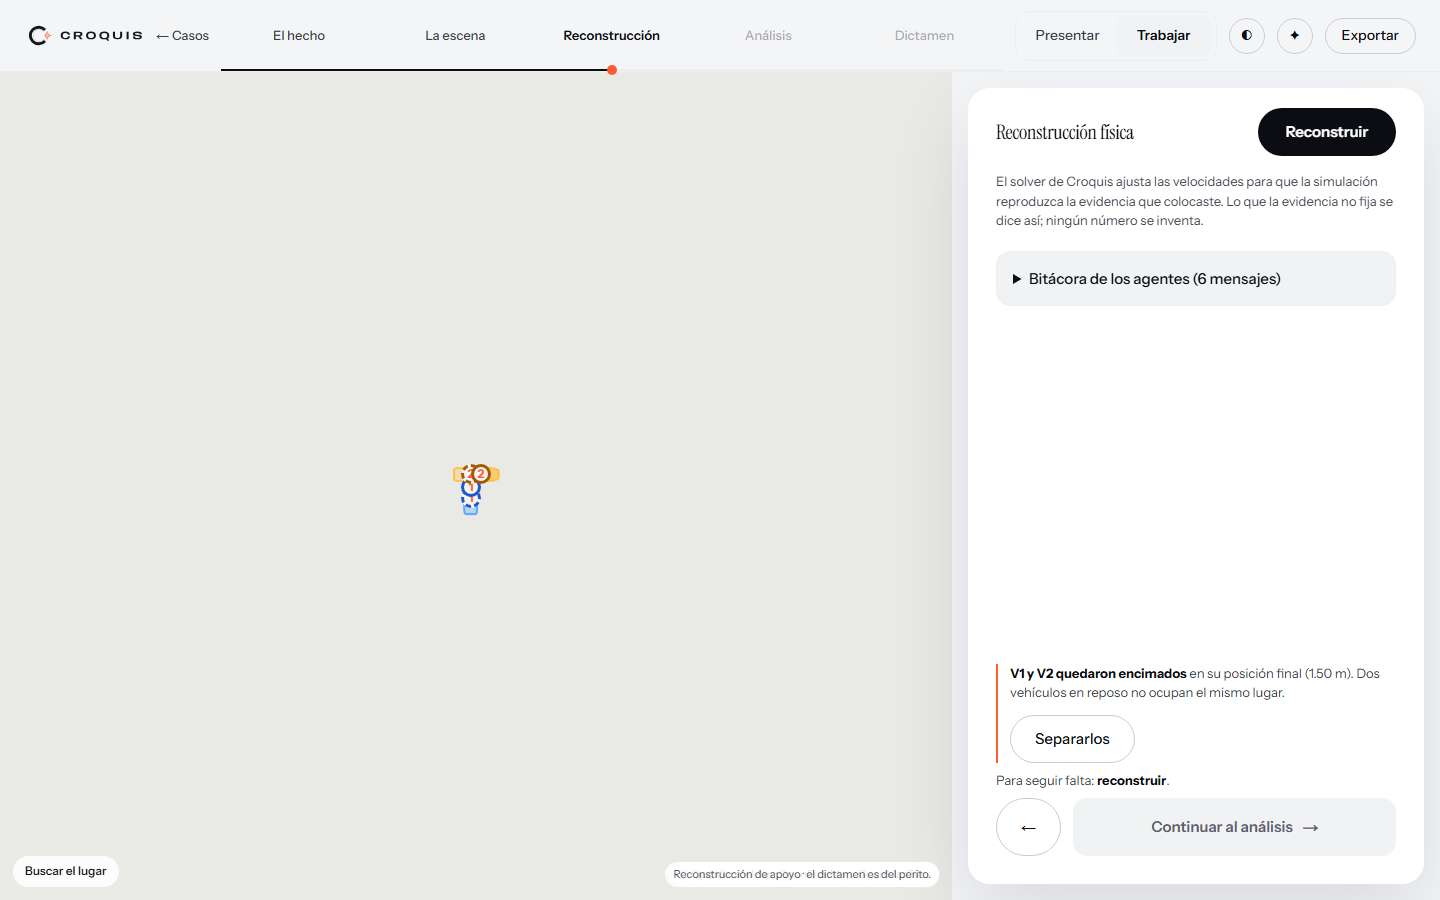 CROQUIS
← Casos
El hecho
La escena
Reconstrucción
Análisis
Dictamen
Presentar
Trabajar
Exportar
Reconstrucción física
Reconstruir
El solver de Croquis ajusta las velocidades para que la simulación
reproduzca la evidencia que colocaste. Lo que la evidencia no fija se
dice así; ningún número se inventa.
Bitácora de los agentes (6 mensajes)
2
V1 y V2 quedaron encimados en su posición final (1.50 m). Dos
vehículos en reposo no ocupan el mismo lugar.
Separarlos
Para seguir falta: reconstruir.
←
Continuar al análisis →
Buscar el lugar
Reconstrucción de apoyo · el dictamen es del perito.